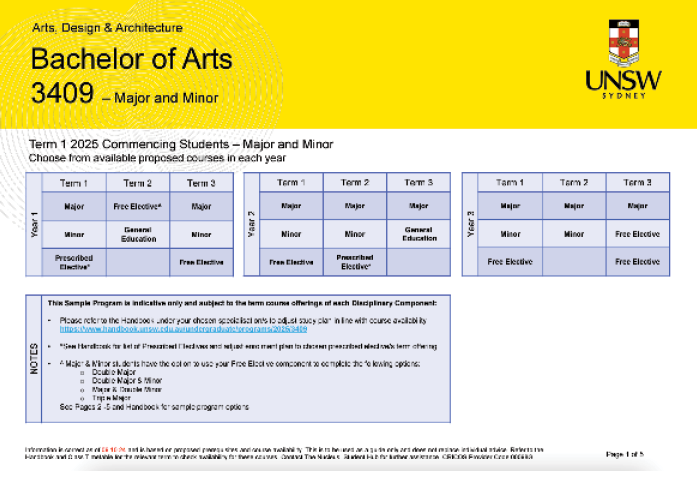 Arts, Design & Architecture
Bachelor of Arts
3409 – Major and Minor
UNSW
SYDNEY
Term 1 2025 Commencing Students – Major and Minor
Choose from available proposed courses in each year
Year 1
Term 1 Term 2 Term 3
Major Free Elective^ Major
Minor General Education Minor
Prescribed Elective* Free Elective
Year 2
Term 1 Term 2 Term 3
Major Major Major
Minor Minor General Education
Free Elective Prescribed Elective*
Year 3
Term 1 Term 2 Term 3
Major Major Major
Minor Minor Free Elective
Free Elective Free Elective
NOTES
This Sample Program is indicative only and subject to the term course offerings of each Disciplinary Component:
• Please refer to the Handbook under your chosen specialisation/s to adjust study plan in line with course availability
https://www.handbook.unsw.edu.au/undergraduate/programs/2025/3409
• *See Handbook for list of Prescribed Electives and adjust enrolment plan to chosen prescribed elective's term offering
• ^ Major & Minor students have the option to use your Free Elective component to complete the following options:
o Double Major
o Double Major & Minor
o Major & Double Minor
o Triple Major
See Pages 2 -5 and Handbook for sample program options
Information is correct as of 09.10.24 and is based on proposed prerequisites and course availability. This is to be used as a guide only and does not replace individual advice. Refer to the
Handbook and Class Timetable for the relevant term to check availability for these courses. Contact The Nucleus: Student Hub for further assistance. CRICOS Provider Code 00098G
Page 1 of 5